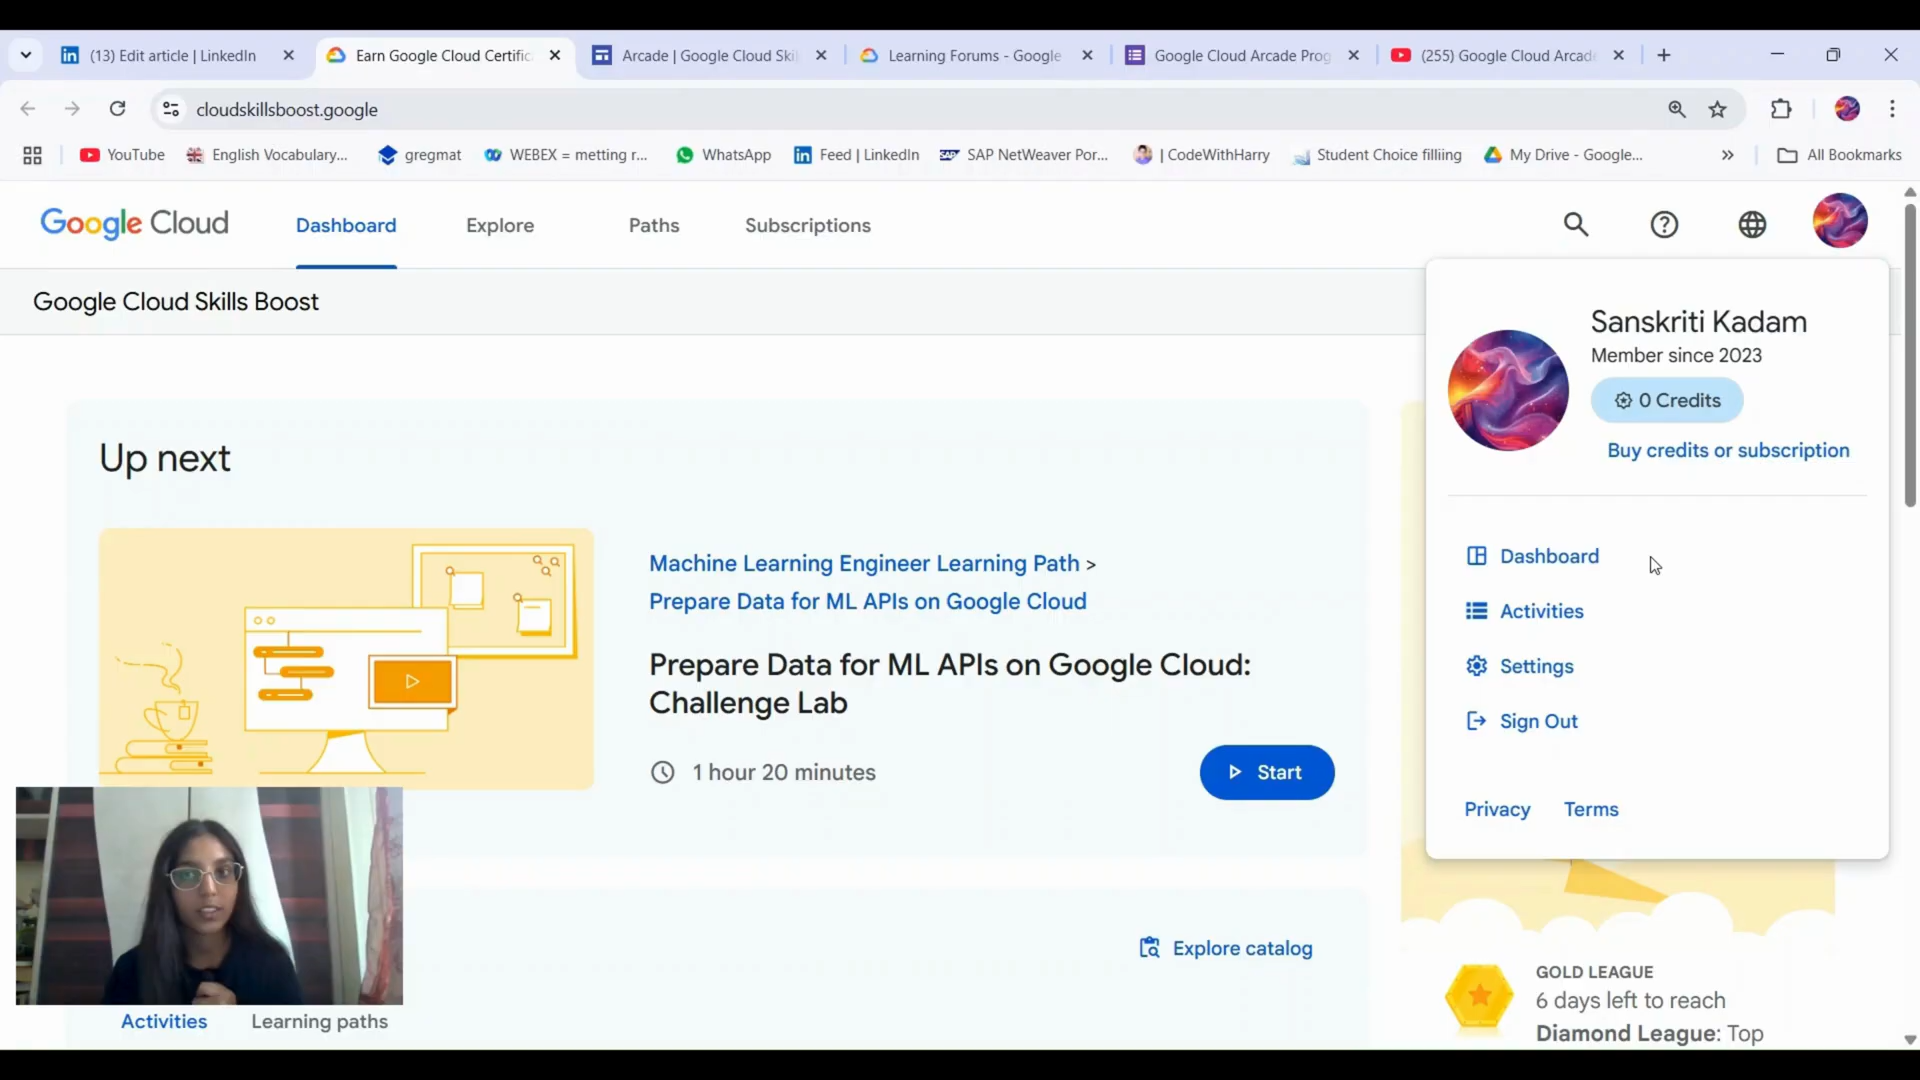 (13) Edit article | LinkedIn
Earn Google Cloud Certific
Arcade | Google Cloud Skil
Learning Forums - Google
Google Cloud Arcade Prog
(255) Google Cloud Arcade
cloudskillsboost.google
YouTube
English Vocabulary...
gregmat
WEBEX = metting r...
WhatsApp
Feed | LinkedIn
SAP NetWeaver Por...
| CodeWithHarry
Student Choice filliing
My Drive - Google...
All Bookmarks
Google Cloud
Dashboard
Explore
Paths
Subscriptions
Google Cloud Skills Boost
Sanskriti Kadam
Member since 2023
0 Credits
Buy credits or subscription
Dashboard
Activities
Settings
Sign Out
Privacy
Terms
Up next
Machine Learning Engineer Learning Path >
Prepare Data for ML APIs on Google Cloud
Prepare Data for ML APIs on Google Cloud:
Challenge Lab
1 hour 20 minutes
Start
Explore catalog
Activities
Learning paths
GOLD LEAGUE
6 days left to reach
Diamond League: Top